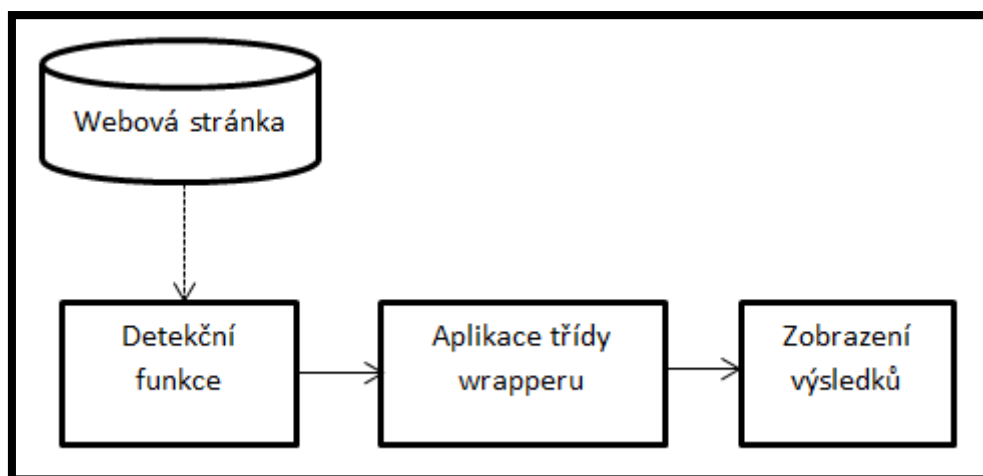 Webová stránka
Detekční
funkce
Aplikace třídy
wrapperu
Zobrazení
výsledků